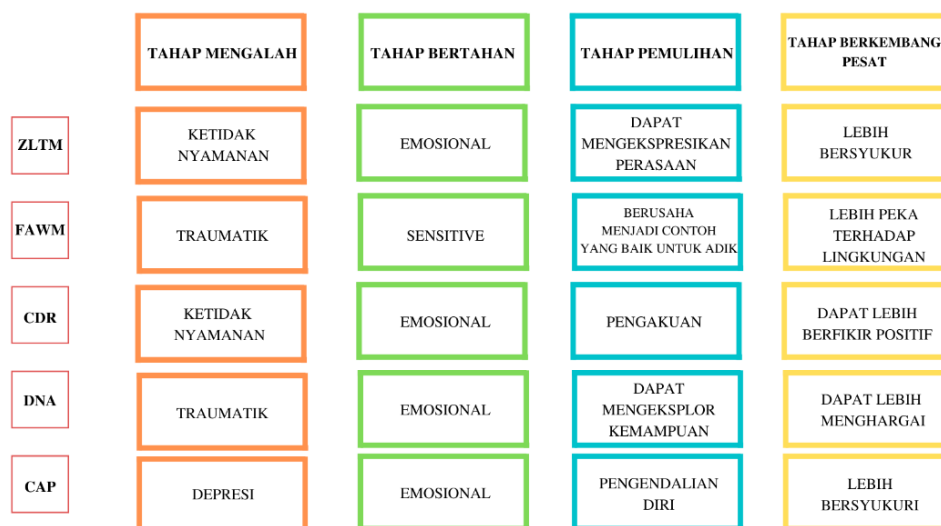 TAHAP MENGALAH
TAHAP BERTAHAN
TAHAP PEMULIHAN
TAHAP BERKEMBANG
PESAT
ZLTM
KETIDAK
NYAMANAN
EMOSIONAL
DAPAT
MENGEKSPRESIKAN
PERASAAN
LEBIH
BERSYUKUR
FAWM
TRAUMATIK
SENSITIVE
BERUSAHA
MENJADI CONTOH
YANG BAIK UNTUK ADIK
LEBIH PEKA
TERHADAP
LINGKUNGAN
CDR
KETIDAK
NYAMANAN
EMOSIONAL
PENGAKUAN
DAPAT LEBIH
BERFIKIR POSITIF
DNA
TRAUMATIK
EMOSIONAL
DAPAT
MENGEKSPLOR
KEMAMPUAN
DAPAT LEBIH
MENGHARGAI
CAP
DEPRESI
EMOSIONAL
PENGENDALIAN
DIRI
LEBIH
BERSYUKURI